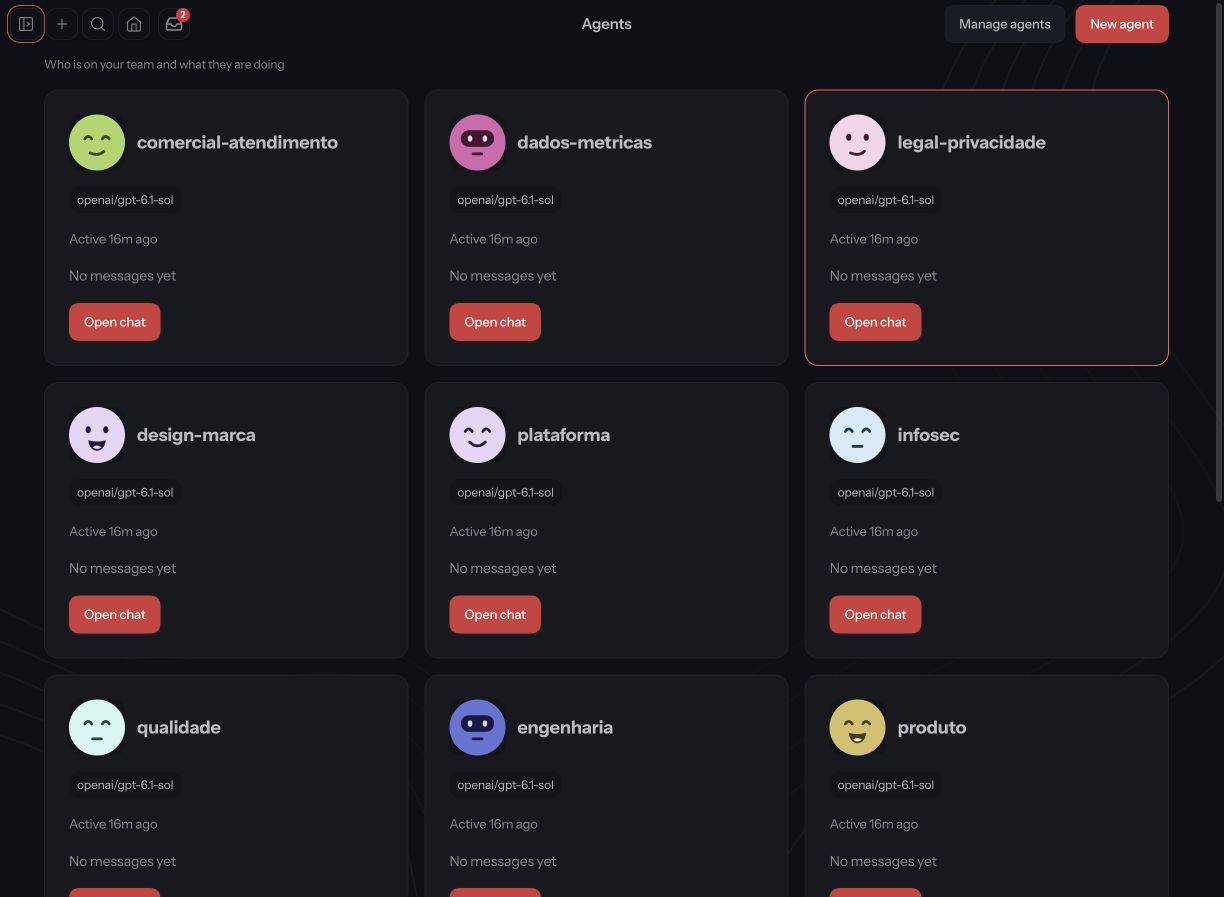 2
Agents
Manage agents
New agent
Who is on your team and what they are doing
comercial-atendimento
openai/gpt-6.1-sol
Active 16m ago
No messages yet
Open chat
dados-metricas
openai/gpt-6.1-sol
Active 16m ago
No messages yet
Open chat
legal-privacidade
openai/gpt-6.1-sol
Active 16m ago
No messages yet
Open chat
design-marca
openai/gpt-6.1-sol
Active 16m ago
No messages yet
Open chat
plataforma
openai/gpt-6.1-sol
Active 16m ago
No messages yet
Open chat
infosec
openai/gpt-6.1-sol
Active 16m ago
No messages yet
Open chat
qualidade
openai/gpt-6.1-sol
Active 16m ago
No messages yet
engenharia
openai/gpt-6.1-sol
Active 16m ago
No messages yet
produto
openai/gpt-6.1-sol
Active 16m ago
No messages yet